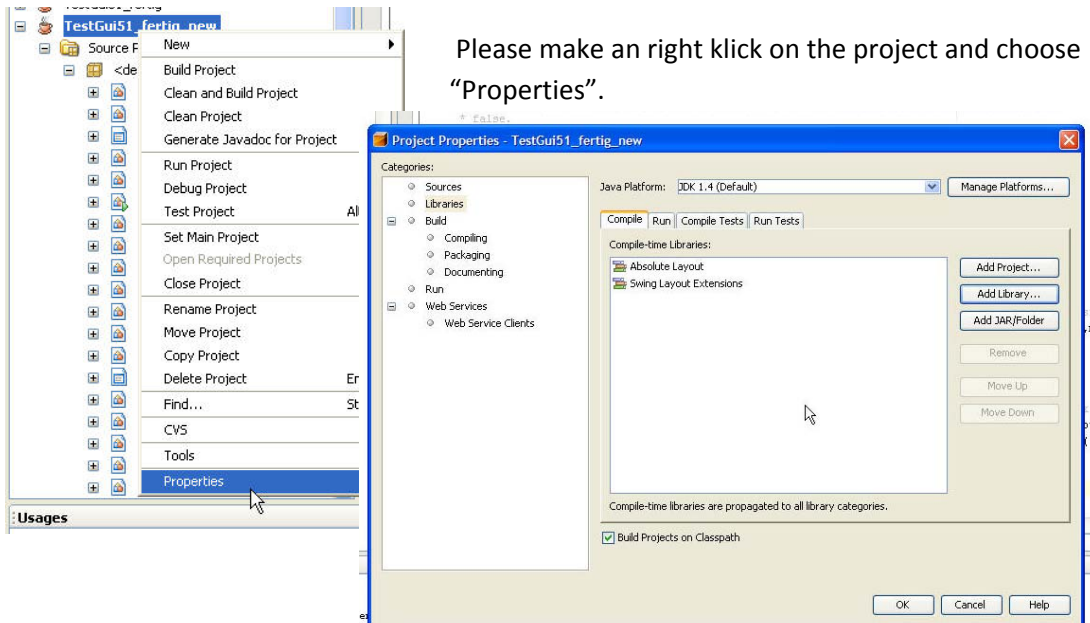 TestGui51_fertig
TestGui51_fertig_new
Source P
<de
New
Build Project
Clean and Build Project
Clean Project
Generate Javadoc for Project
Run Project
Debug Project
Test Project Al
Set Main Project
Open Required Projects
Close Project
Rename Project
Move Project
Copy Project
Delete Project
Find...
CVS
Tools
Properties
Usages
Please make an right klick on the project and choose
“Properties”.
* false.
Project Properties - TestGui51_fertig_new
Categories:
Sources
Libraries
Build
Compiling
Packaging
Documenting
Run
Web Services
Web Service Clients
Java Platform: JDK 1.4 (Default) Manage Platforms...
Compile Run Compile Tests Run Tests
Compile-time Libraries:
Absolute Layout
Swing Layout Extensions
Add Project...
Add Library...
Add JAR/Folder
Remove
Move Up
Move Down
Compile-time libraries are propagated to all library categories.
Build Projects on Classpath
OK Cancel Help